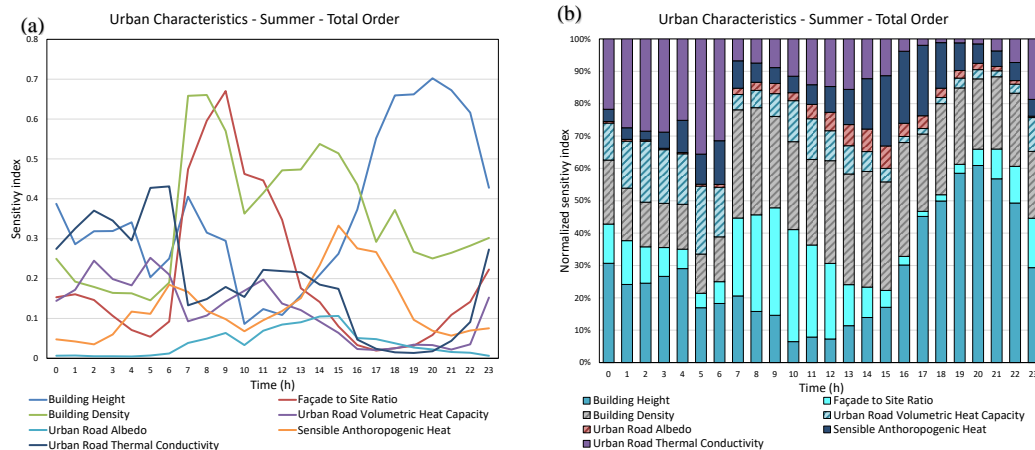 (a)
Urban Characteristics - Summer - Total Order
0.8
0.7
0.6
0.5
0.4
0.3
0.2
0.1
0
Sensitivy index
0 1 2 3 4 5 6 7 8 9 10 11 12 13 14 15 16 17 18 19 20 21 22 23
Time (h)
Building Height
Façade to Site Ratio
Building Density
Urban Road Volumetric Heat Capacity
Urban Road Albedo
Sensible Anthoropogenic Heat
Urban Road Thermal Conductivity
(b)
Urban Characteristics - Summer - Total Order
100%
90%
80%
70%
60%
50%
40%
30%
20%
10%
0%
Normalized sensitivity index
0 1 2 3 4 5 6 7 8 9 10 11 12 13 14 15 16 17 18 19 20 21 22 23
Time (h)
Building Height
Façade to Site Ratio
Building Density
Urban Road Volumetric Heat Capacity
Urban Road Albedo
Sensible Anthoropogenic Heat
Urban Road Thermal Conductivity